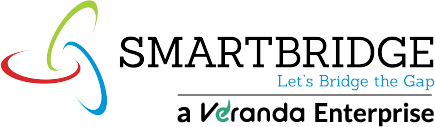 SMARTBRIDGE
Let's Bridge the Gap
a Veranda Enterprise